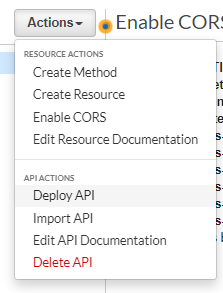 Actions
Enable CORS
RESOURCE ACTIONS
Create Method
Create Resource
Enable CORS
Edit Resource Documentation
API ACTIONS
Deploy API
Import API
Edit API Documentation
Delete API